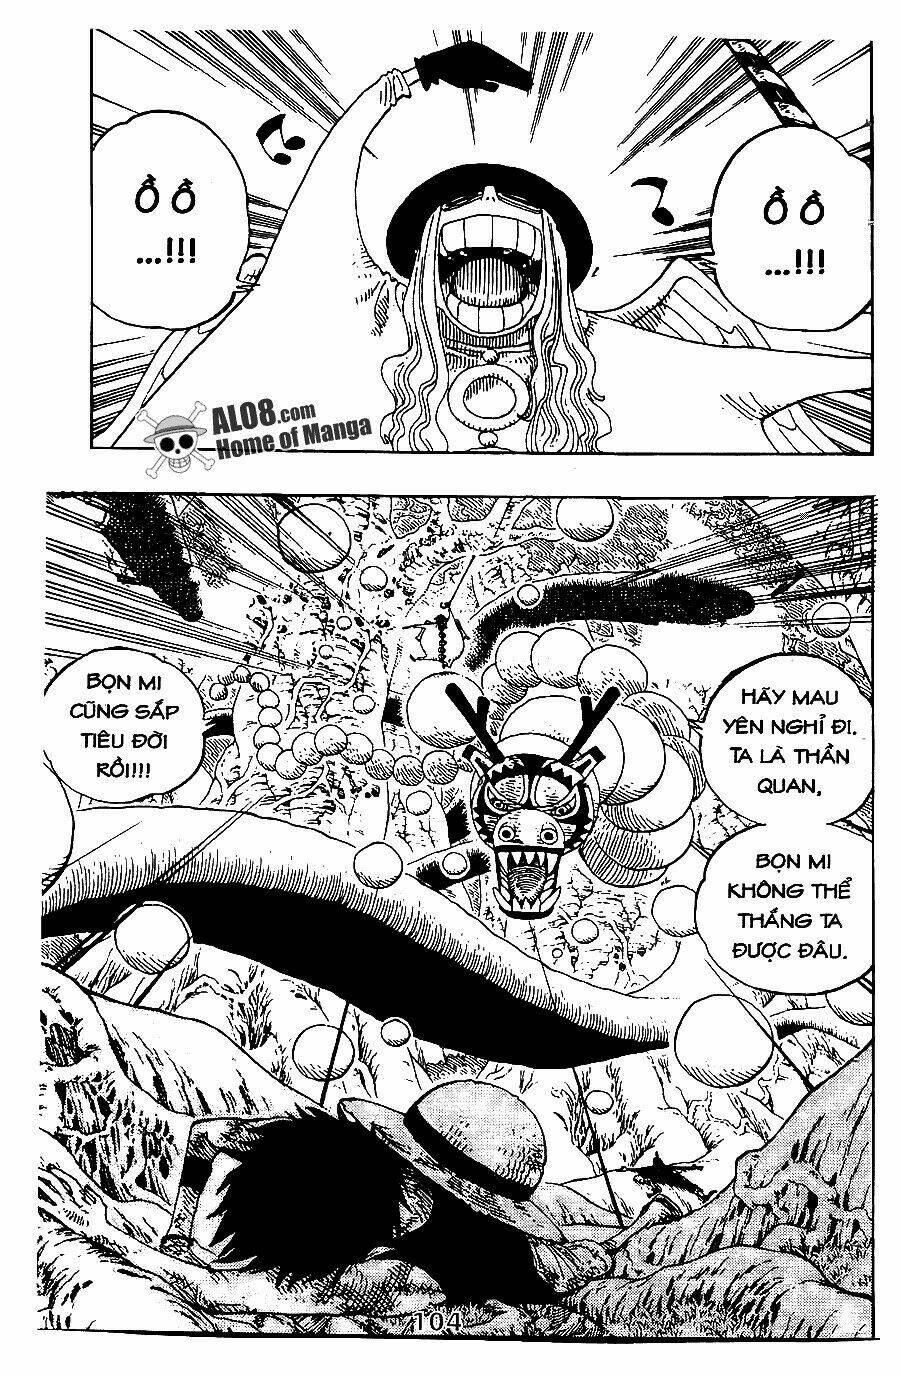 Ồ Ồ
...!!!
Ồ Ồ
...!!!
AL08.com
Home of Manga
HÃY MAU
YÊN NGHỈ ĐI.
TA LÀ THẦN
QUAN,
BỌN MI
KHÔNG THỂ
THẮNG TA
ĐƯỢC ĐÂU.
BỌN MI
CŨNG SẮP
TIÊU ĐỜI
RỒI!!!
104